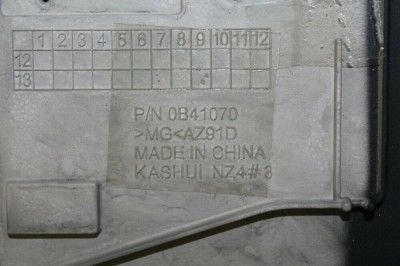 1 2 3 4 5 6 7 8 9 10 11 12
12
13
P/N 0B41070
>MG<AZ91D
MADE IN CHINA
KASHUI NZ4#3